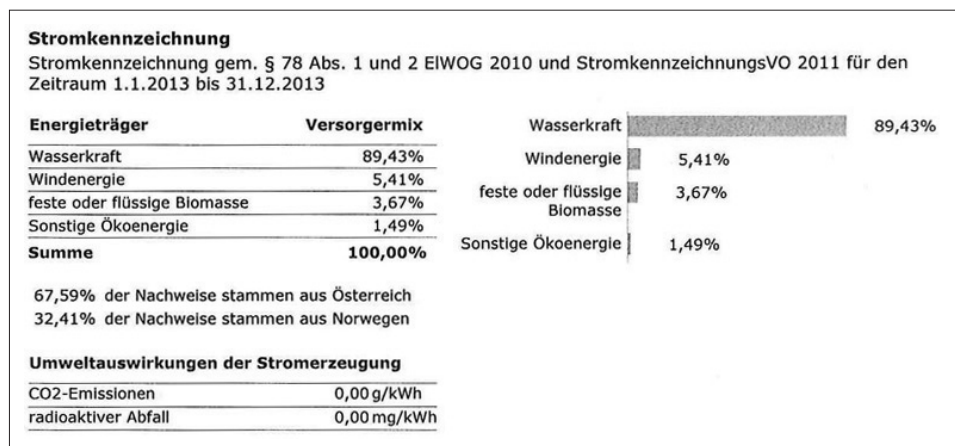 Stromkennzeichnung
Stromkennzeichnung gem. § 78 Abs. 1 und 2 ElWOG 2010 und StromkennzeichnungsVO 2011 für den
Zeitraum 1.1.2013 bis 31.12.2013
Energieträger Versorgermix
Wasserkraft 89,43%
Windenergie 5,41%
feste oder flüssige Biomasse 3,67%
Sonstige Ökoenergie 1,49%
Summe 100,00%
Wasserkraft 89,43%
Windenergie 5,41%
feste oder flüssige 3,67%
Biomasse
Sonstige Ökoenergie 1,49%
67,59% der Nachweise stammen aus Österreich
32,41% der Nachweise stammen aus Norwegen
Umweltauswirkungen der Stromerzeugung
CO2-Emissionen 0,00 g/kWh
radioaktiver Abfall 0,00 mg/kWh